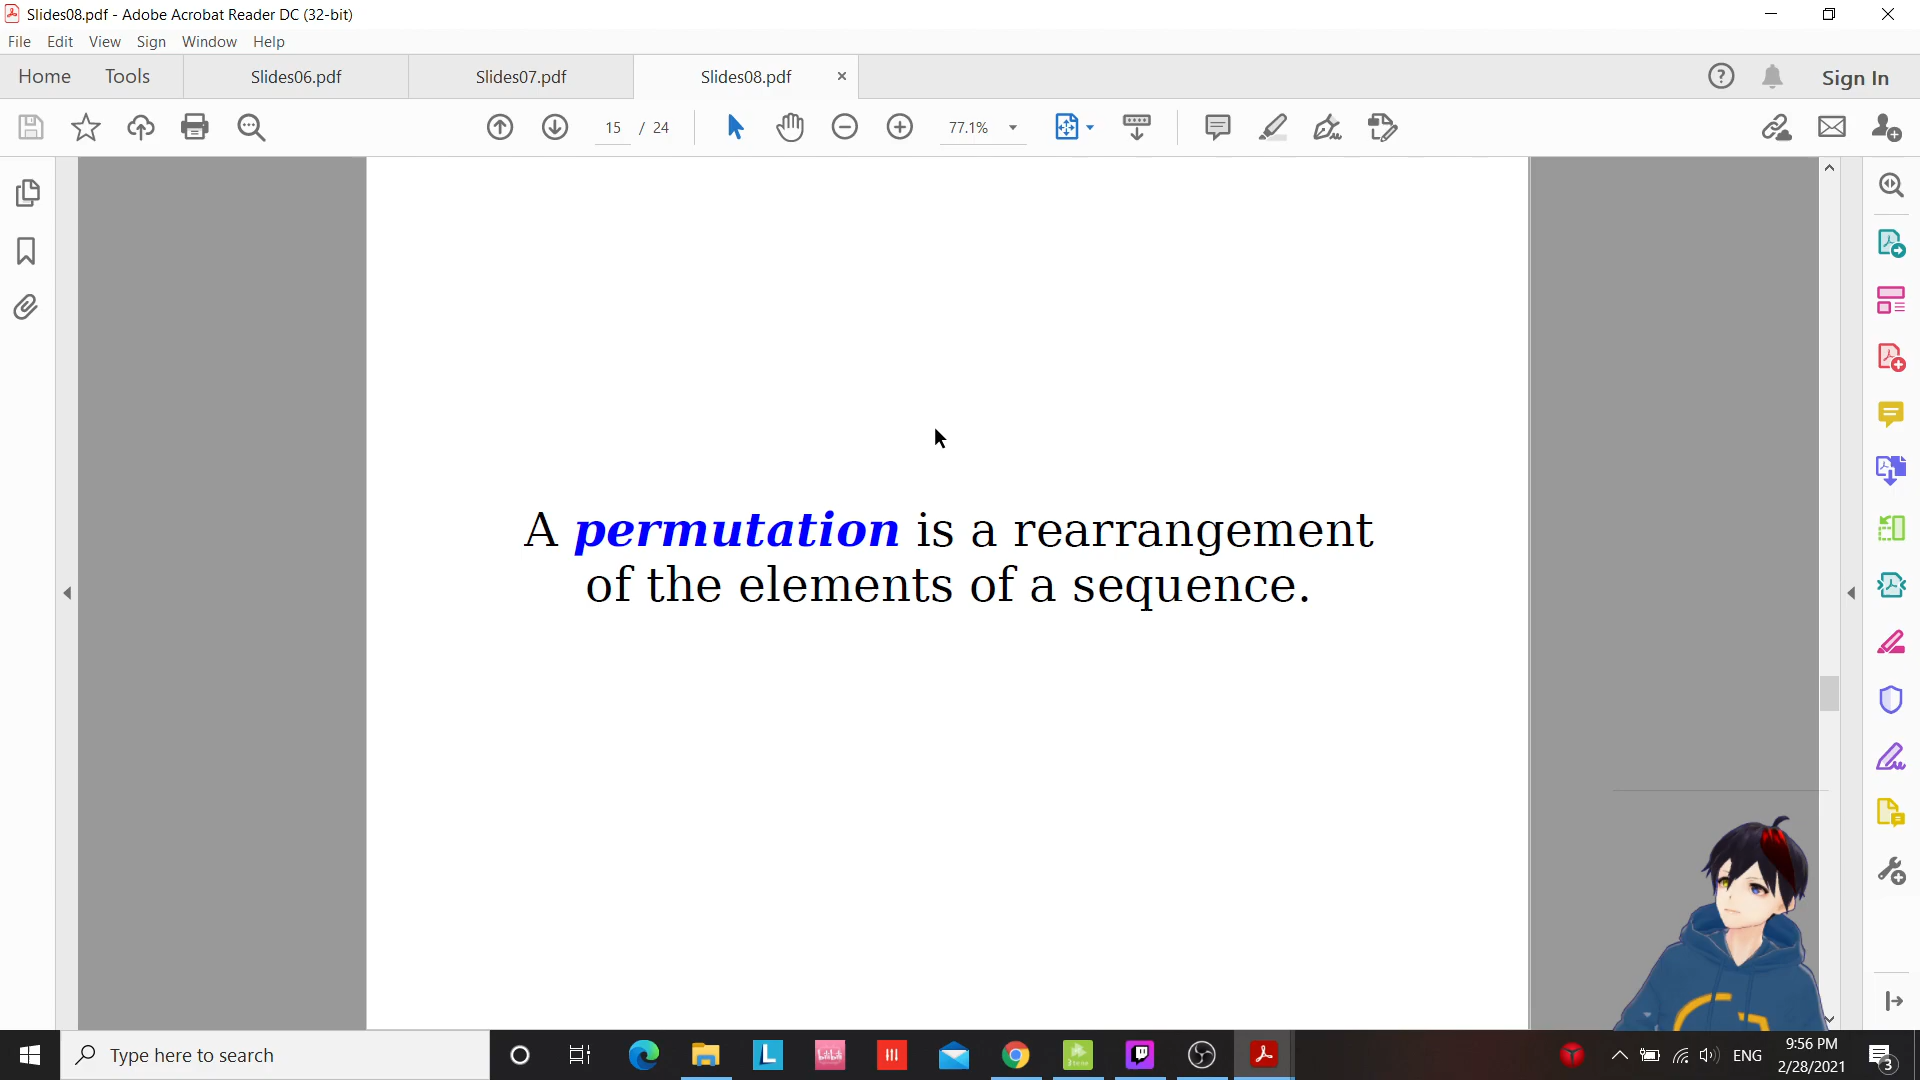 Slides08.pdf - Adobe Acrobat Reader DC (32-bit)
File Edit View Sign Window Help
Home Tools Slides06.pdf Slides07.pdf Slides08.pdf Sign In
15 / 24 77.1%
A permutation is a rearrangement
of the elements of a sequence.
Type here to search
ENG
9:56 PM
2/28/2021
3